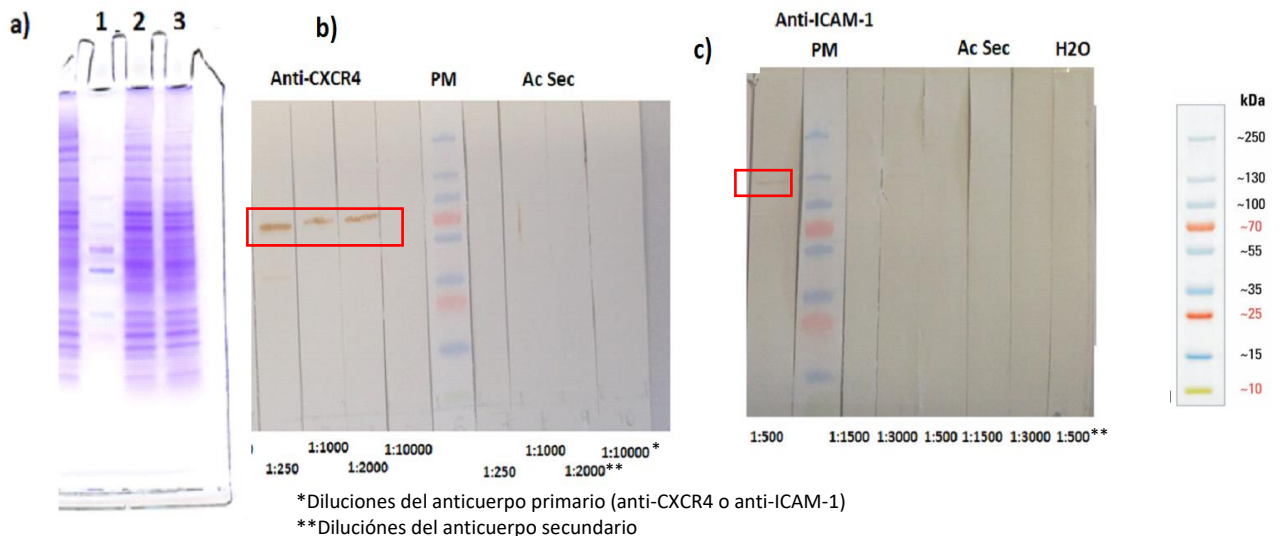 a)
1 2 3
b)
Anti-CXCR4 PM Ac Sec
1:1000 1:10000 1:1000 1:10000 *
1:250 1:2000 1:250 1:2000**
c)
Anti-ICAM-1
PM Ac Sec H2O
1:500 1:1500 1:3000 1:500 1:1500 1:3000 1:500**
kDa
~250
~130
~100
~70
~55
~35
~25
~15
~10
*Diluciones del anticuerpo primario (anti-CXCR4 o anti-ICAM-1)
**Diluciónes del anticuerpo secundario